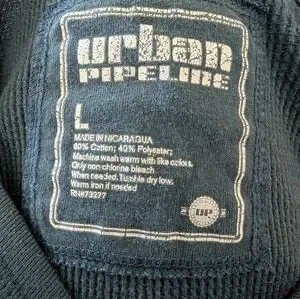 urban
PIPELINE
L
MADE IN NICARAGUA
60% Cotton; 40% Polyester;
Machine wash warm with like colors.
Only non-chlorine bleach
When needed. Tumble dry low.
Warm iron if needed
RN#73277
UP